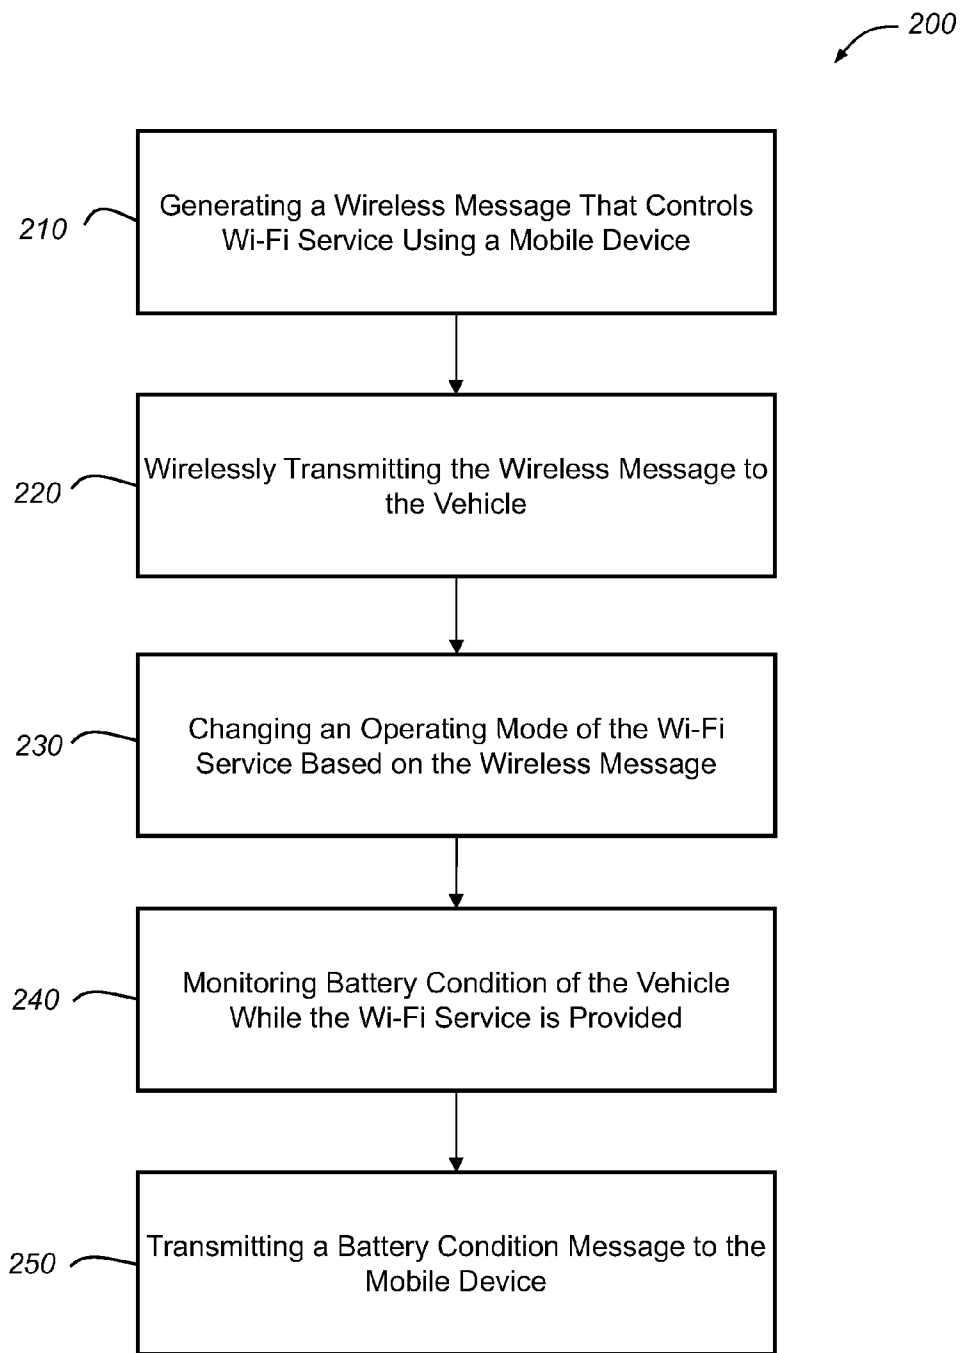 200
210
Generating a Wireless Message That Controls
Wi-Fi Service Using a Mobile Device
220
Wirelessly Transmitting the Wireless Message to
the Vehicle
230
Changing an Operating Mode of the Wi-Fi
Service Based on the Wireless Message
240
Monitoring Battery Condition of the Vehicle
While the Wi-Fi Service is Provided
250
Transmitting a Battery Condition Message to the
Mobile Device